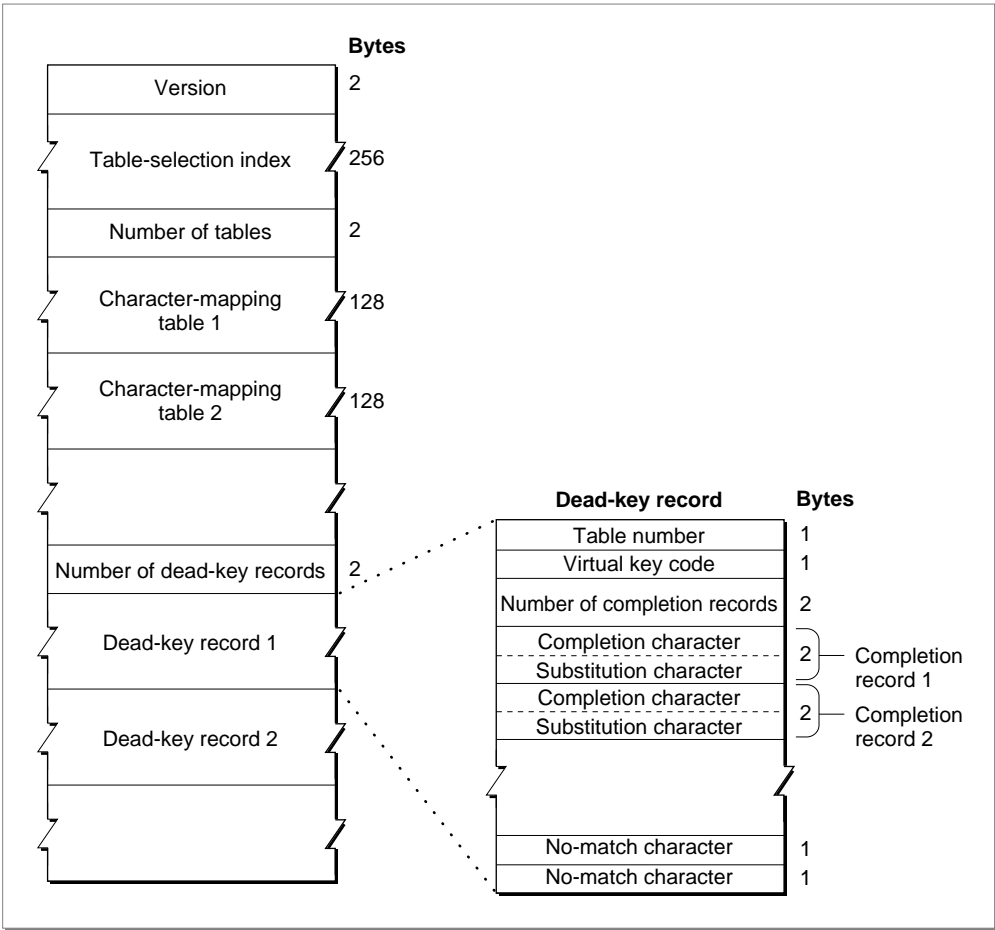 Bytes
Version 2
Table-selection index 256
Number of tables 2
Character-mapping
table 1
128
Character-mapping
table 2
128
Number of dead-key records 2
Dead-key record 1
Dead-key record 2
Dead-key record Bytes
Table number 1
Virtual key code 1
Number of completion records 2
Completion character
Substitution character
2
Completion
record 1
Completion character
Substitution character
2
Completion
record 2
No-match character 1
No-match character 1